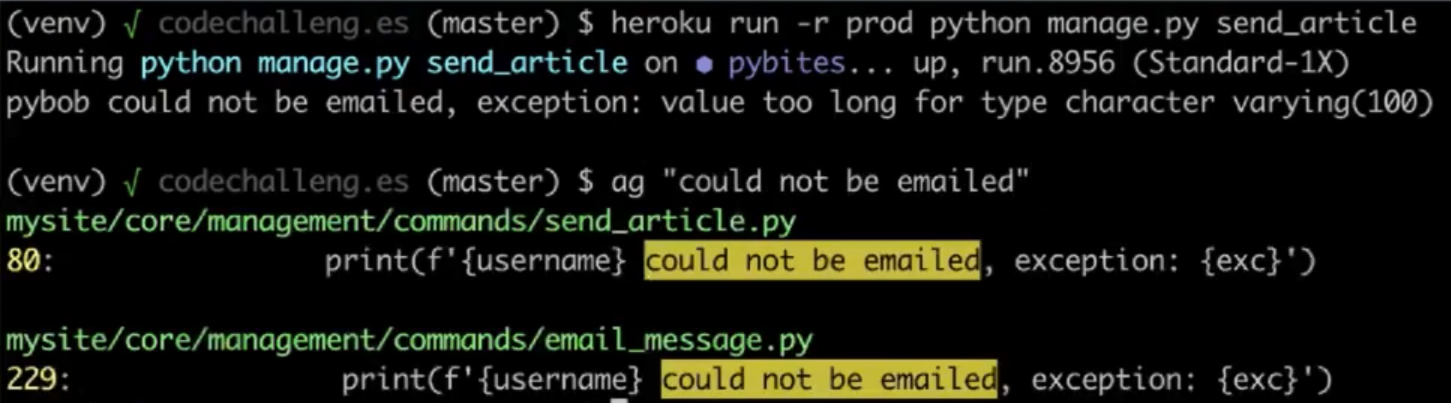 (venv) √ codechalleng.es (master) $ heroku run -r prod python manage.py send_article
Running python manage.py send_article on ⬢ pybites... up, run.8956 (Standard-1X)
pybob could not be emailed, exception: value too long for type character varying(100)
(venv) √ codechalleng.es (master) $ ag "could not be emailed"
mysite/core/management/commands/send_article.py
80: print(f'{username} could not be emailed, exception: {exc}')
mysite/core/management/commands/email_message.py
229: print(f'{username} could not be emailed, exception: {exc}')